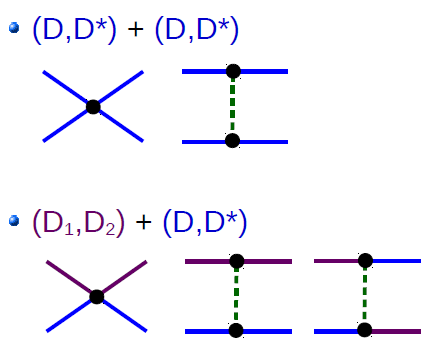 (D,D*) + (D,D*)
(D₁,D₂) + (D,D*)